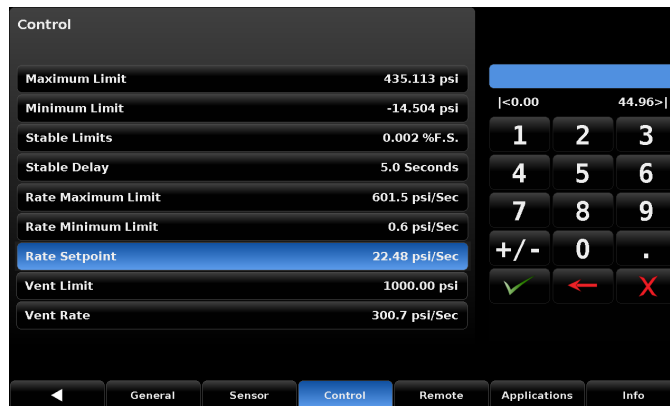 Control
Maximum Limit 435.113 psi
Minimum Limit -14.504 psi
Stable Limits 0.002 %F.S.
Stable Delay 5.0 Seconds
Rate Maximum Limit 601.5 psi/Sec
Rate Minimum Limit 0.6 psi/Sec
Rate Setpoint 22.48 psi/Sec
Vent Limit 1000.00 psi
Vent Rate 300.7 psi/Sec
|<0.00 44.96>|
1 2 3
4 5 6
7 8 9
+/- 0 .
X
General Sensor Control Remote Applications Info